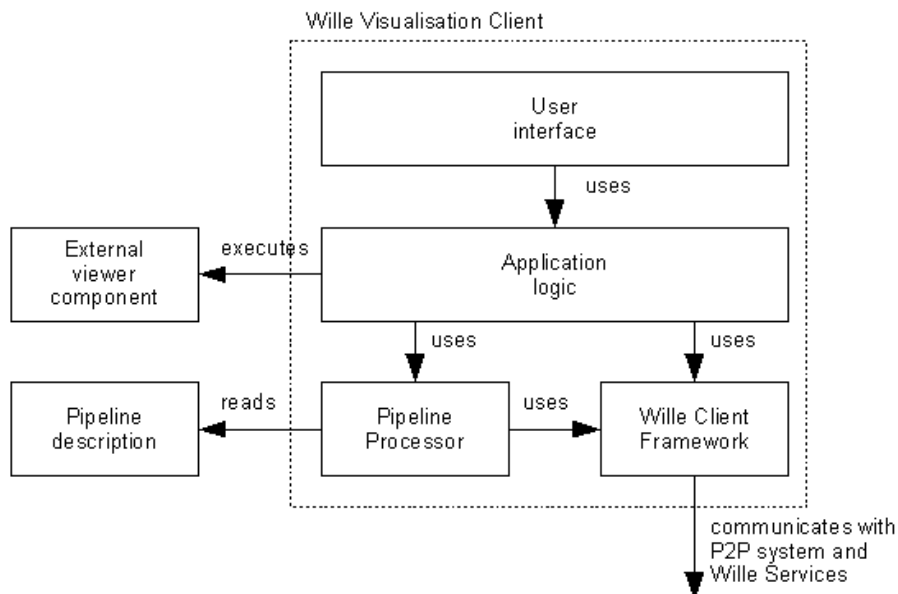 Wille Visualisation Client
User
interface
uses
External
viewer
component
executes
Application
logic
uses
uses
Pipeline
description
reads
Pipeline
Processor
uses
Wille Client
Framework
communicates with
P2P system and
Wille Services